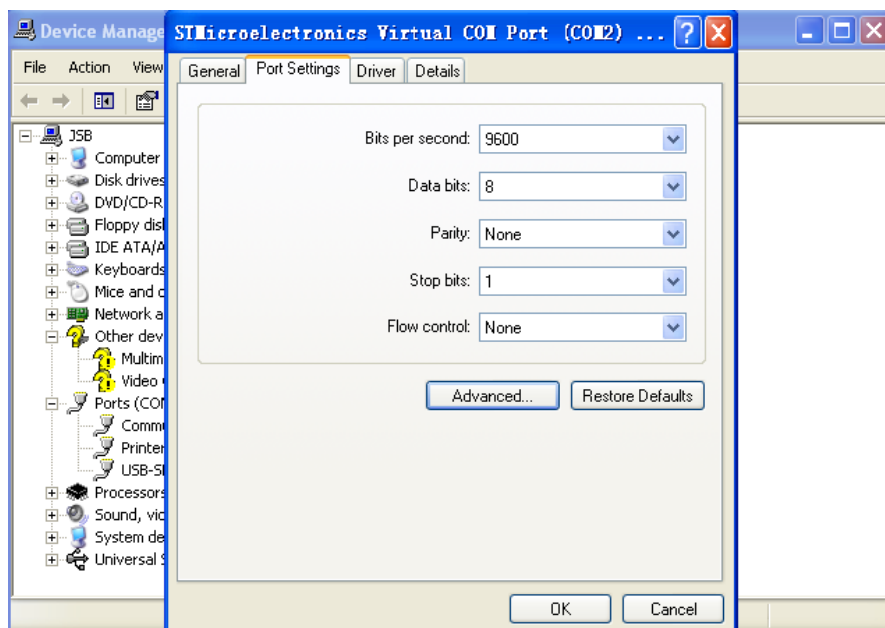 Device Manage
STMicroelectronics Virtual COM Port (COM2) ...
File Action View
General Port Settings Driver Details
JSB
Computer
Disk drives
DVD/CD-R
Floppy dis
IDE ATA/A
Keyboards
Mice and
Network a
Other dev
Multim
Video
Ports (CO
Comm
Printer
USB-S
Processors
Sound, vid
System de
Universal
Bits per second: 9600
Data bits: 8
Parity: None
Stop bits: 1
Flow control: None
Advanced... Restore Defaults
OK Cancel